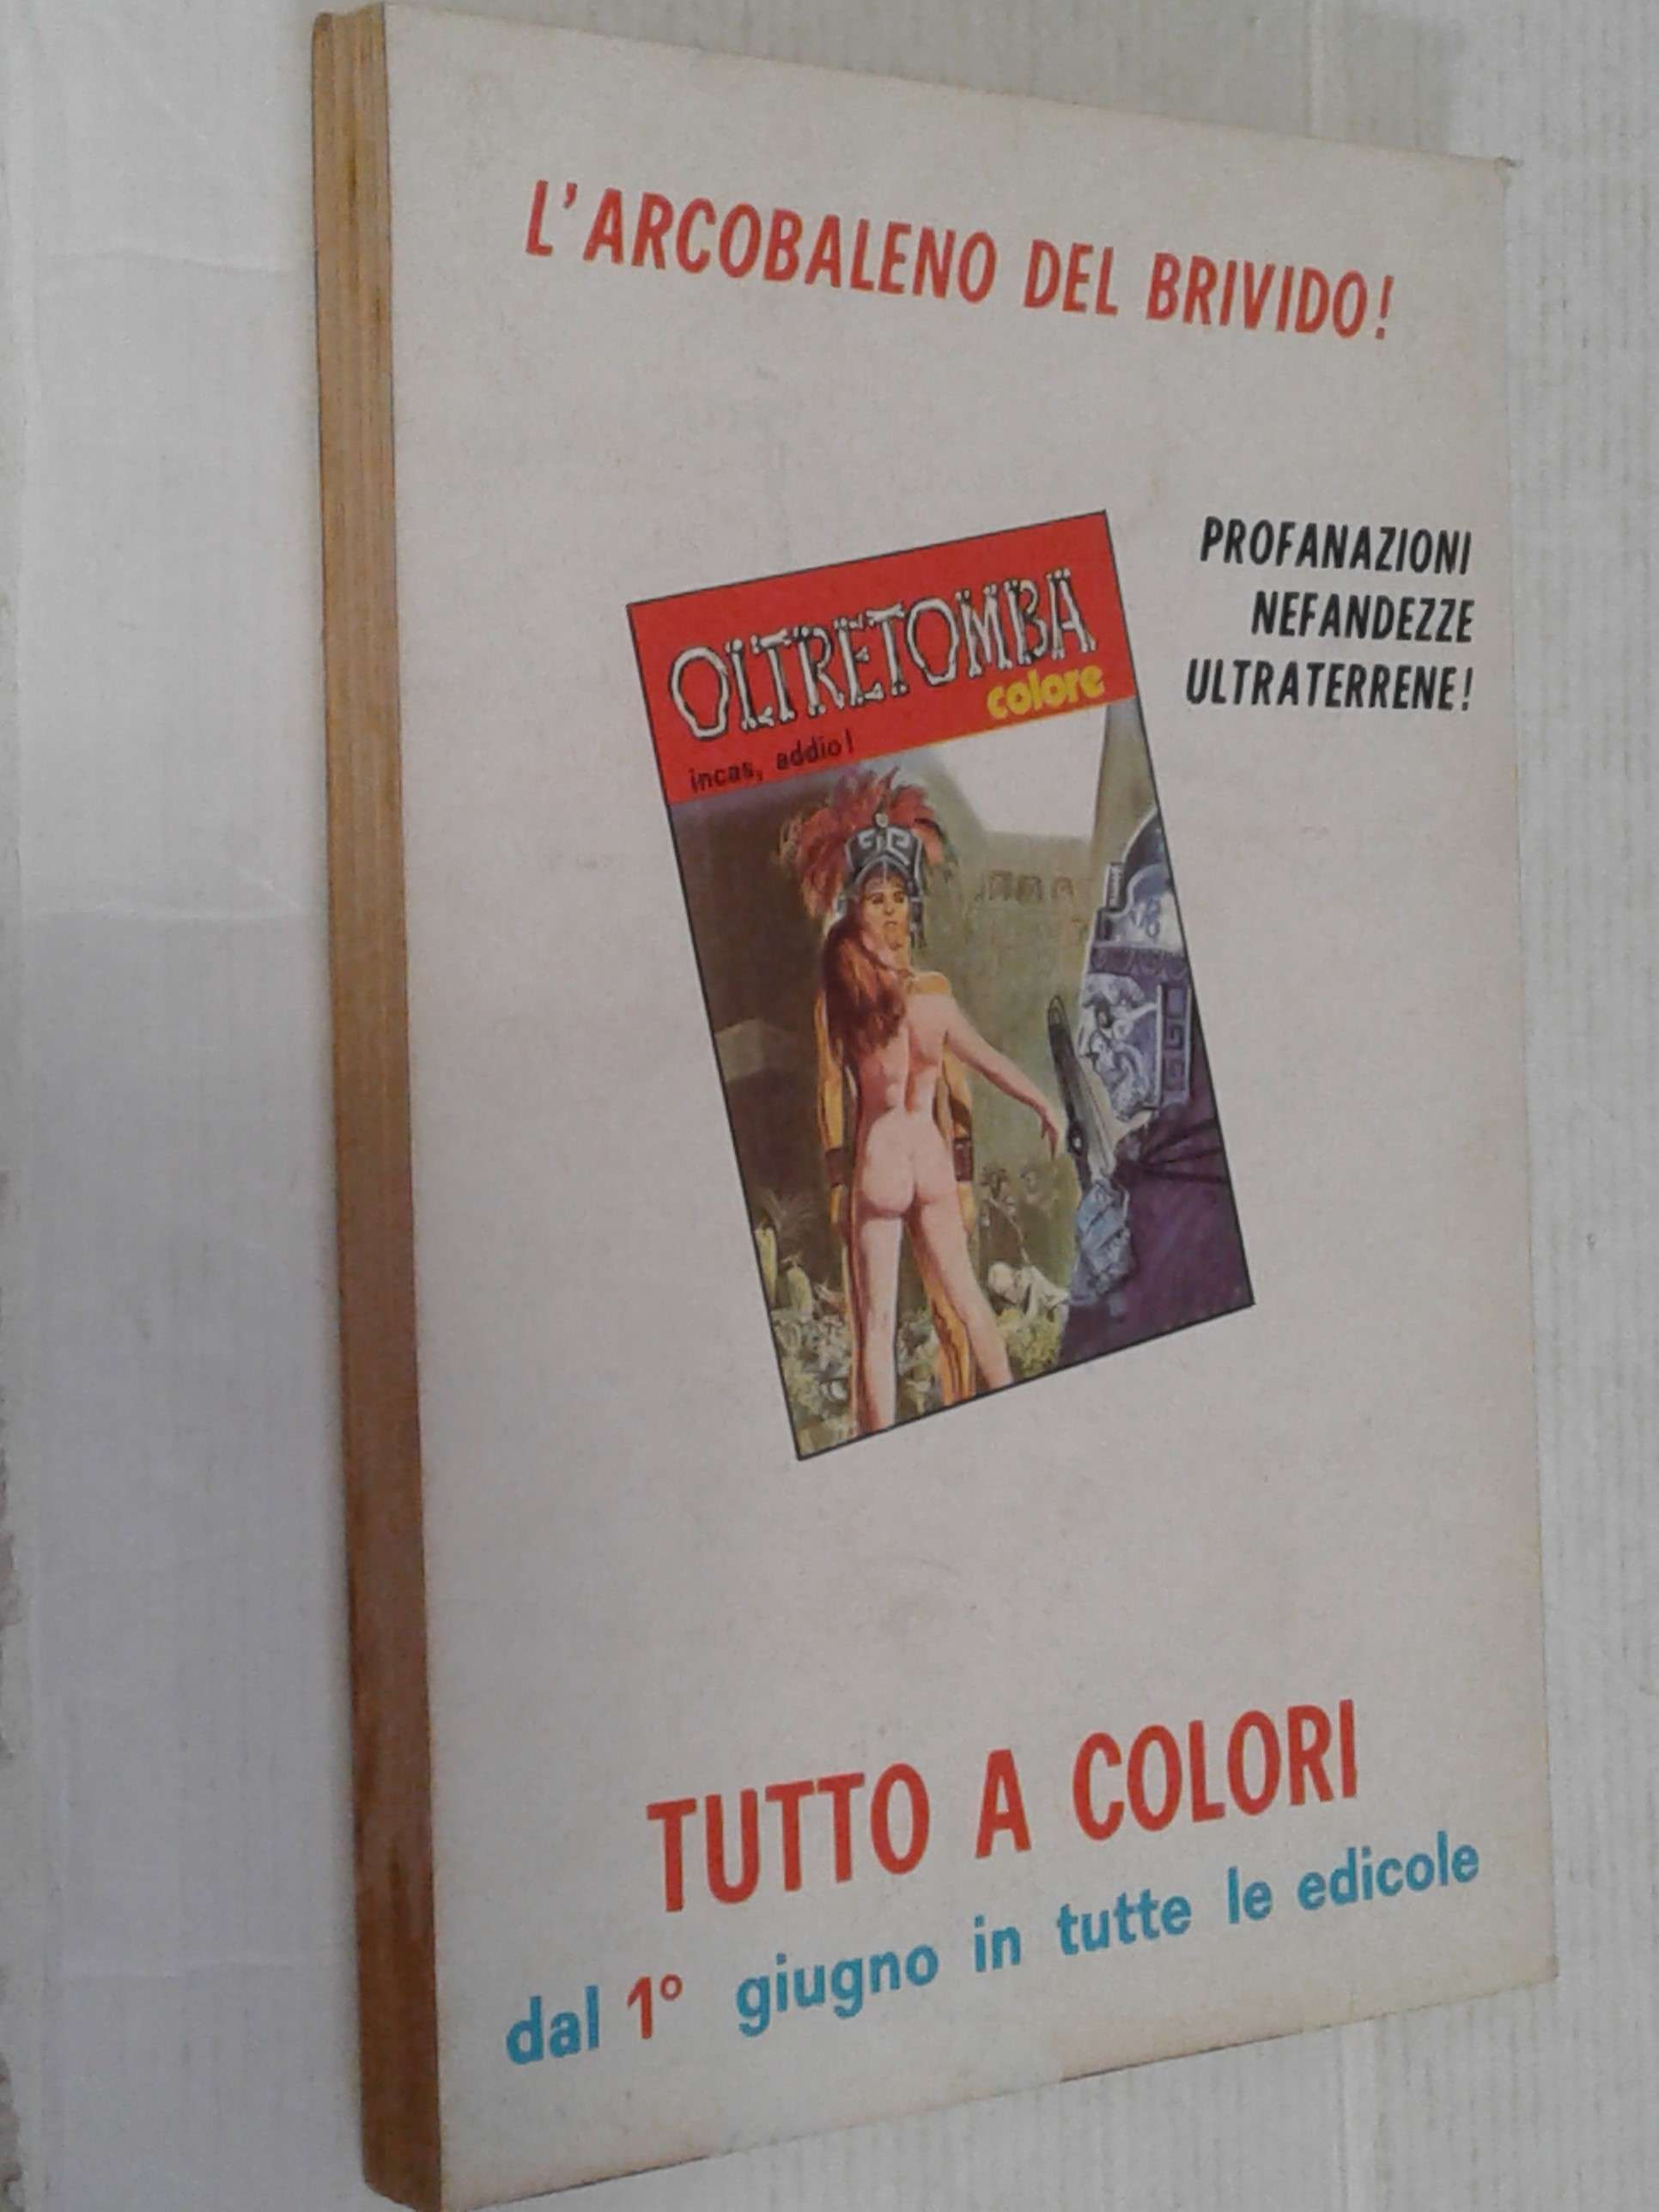 L'ARCOBALENO DEL BRIVIDO!
PROFANAZIONI
NEFANDEZZE
ULTRATERRENE!
OLTRETOMBA
colore
incas, addio!
TUTTO A COLORI
dal 1° giugno in tutte le edicole